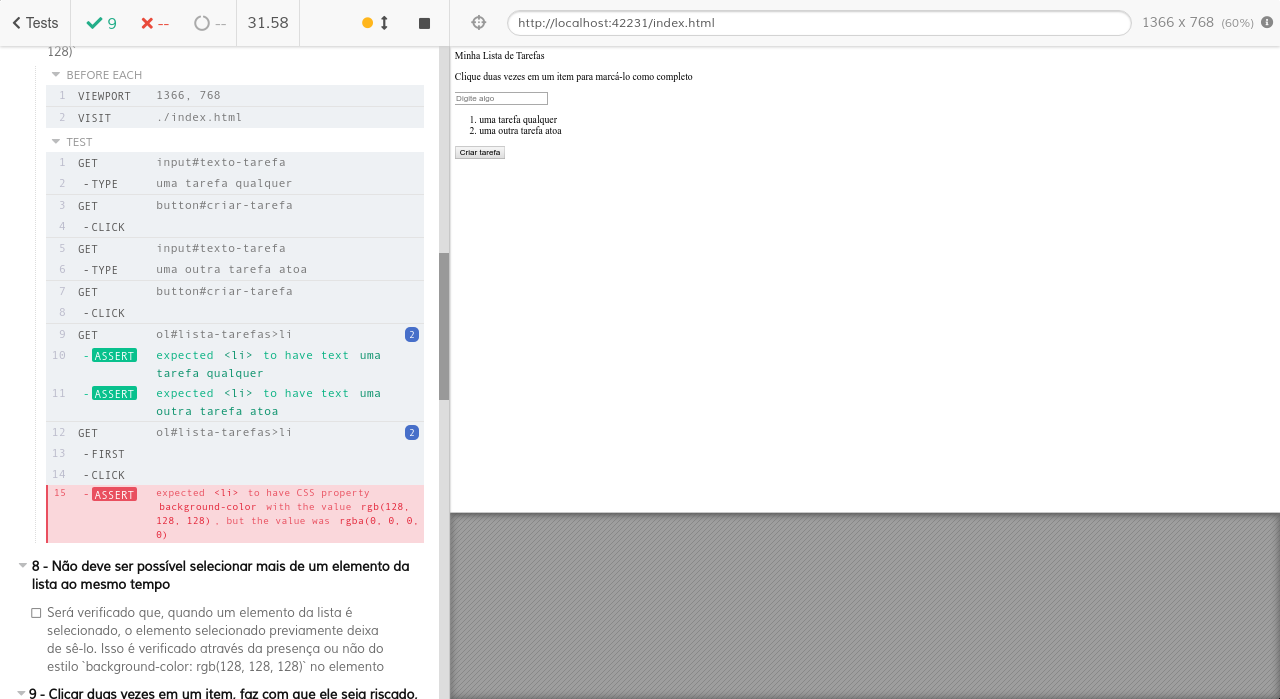 Tests 9 -- -- 31.58
http://localhost:42231/index.html 1366 x 768 (60%)
128)`
BEFORE EACH
1 VIEWPORT 1366, 768
2 VISIT ./index.html
TEST
1 GET input#texto-tarefa
2 -TYPE uma tarefa qualquer
3 GET button#criar-tarefa
4 -CLICK
5 GET input#texto-tarefa
6 -TYPE uma outra tarefa atoa
7 GET button#criar-tarefa
8 -CLICK
9 GET ol#lista-tarefas>li 2
10 -ASSERT expected <li> to have text uma
tarefa qualquer
11 -ASSERT expected <li> to have text uma
outra tarefa atoa
12 GET ol#lista-tarefas>li 2
13 -FIRST
14 -CLICK
15 -ASSERT expected <li> to have CSS property
background-color with the value rgb(128,
128, 128), but the value was rgba(0, 0, 0,
0)
8 - Não deve ser possível selecionar mais de um elemento da
lista ao mesmo tempo
Será verificado que, quando um elemento da lista é
selecionado, o elemento selecionado previamente deixa
de sê-lo. Isso é verificado através da presença ou não do
estilo `background-color: rgb(128, 128, 128)` no elemento
9 - Clicar duas vezes em um item, faz com que ele seja riscado,
Minha Lista de Tarefas
Clique duas vezes em um item para marcá-lo como completo
Digite algo
1. uma tarefa qualquer
2. uma outra tarefa atoa
Criar tarefa